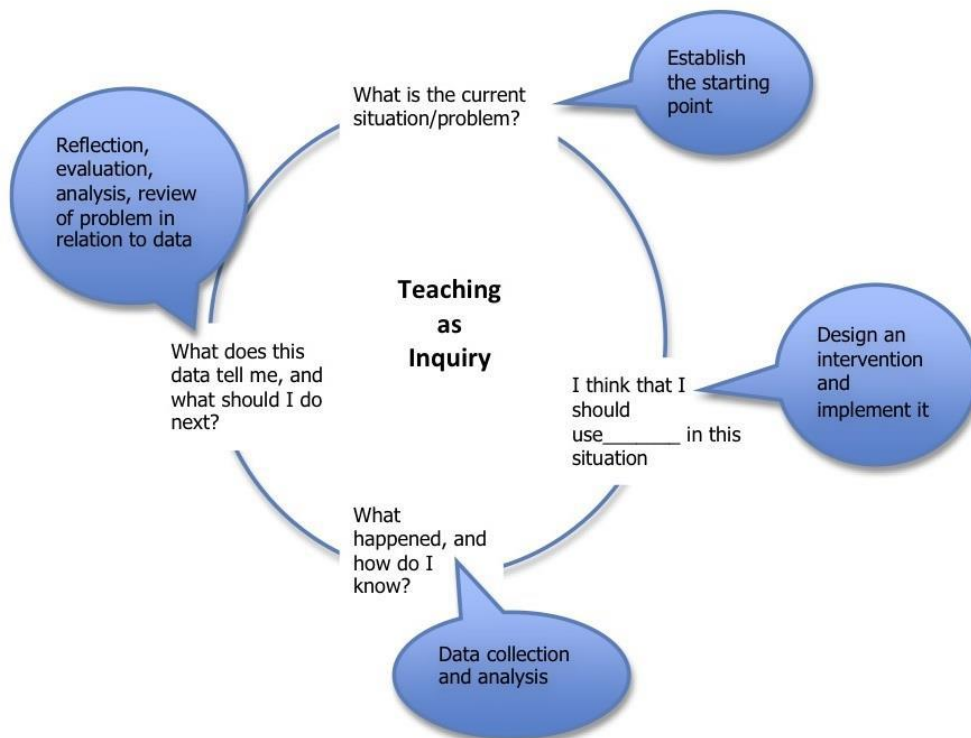 What is the current
situation/problem?
Establish
the starting
point
Reflection,
evaluation,
analysis, review
of problem in
relation to data
Teaching
as
Inquiry
Design an
intervention
and
implement it
I think that I
should
use_______ in this
situation
What does this
data tell me, and
what should I do
next?
What
happened, and
how do I
know?
Data collection
and analysis